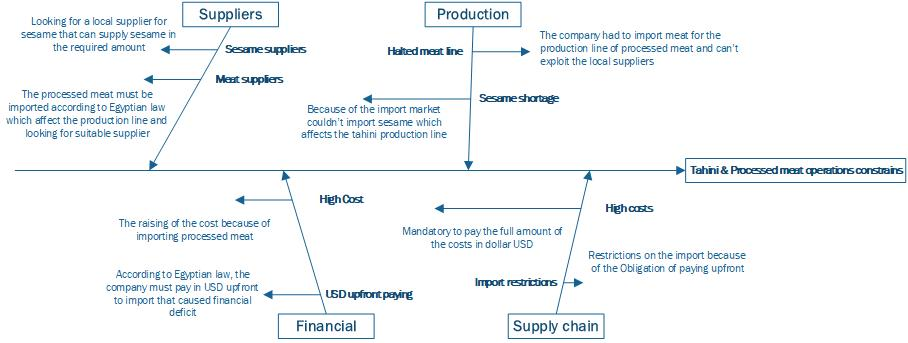 Suppliers
Production
Looking for a local supplier for
sesame that can supply sesame in
the required amount
Sesame suppliers
Meat suppliers
The processed meat must be
imported according to Egyptian law
which affect the production line and
looking for suitable supplier
Halted meat line
The company had to import meat for the
production line of processed meat and can't
exploit the local suppliers
Sesame shortage
Because of the import market
couldn't import sesame which
affects the tahini production line
Tahini & Processed meat operations constrains
High Cost
The raising of the cost because of
importing processed meat
According to Egyptian law, the
company must pay in USD upfront
to import that caused financial
deficit
USD upfront paying
Financial
High costs
Mandatory to pay the full amount of
the costs in dollar USD
Restrictions on the import because
of the Obligation of paying upfront
Import restrictions
Supply chain